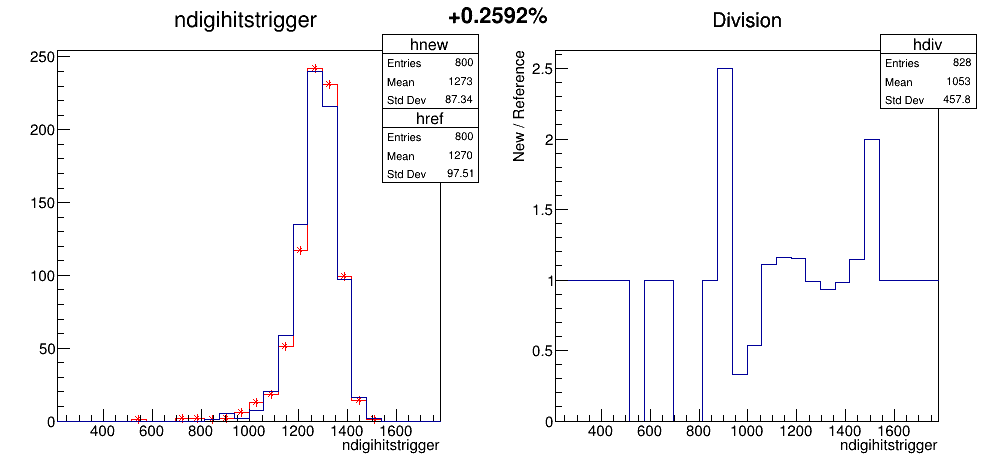 ndigihitstrigger
+0.2592%
Division
hnew
Entries 800
Mean 1273
Std Dev 87.34
href
Entries 800
Mean 1270
Std Dev 97.51
250
200
150
100
50
0
400 600 800 1000 1200 1400 1600
ndigihitstrigger
hdiv
Entries 828
Mean 1053
Std Dev 457.8
New / Reference
2.5
2
1.5
1
0.5
0
400 600 800 1000 1200 1400 1600
ndigihitstrigger